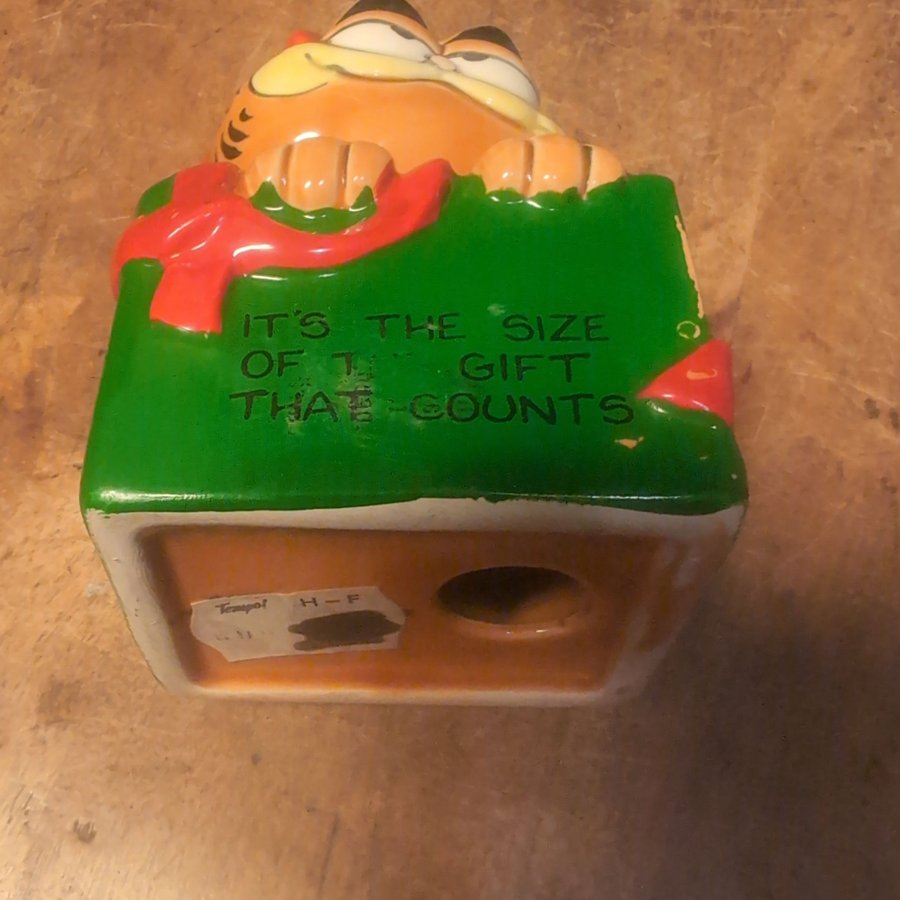 IT'S THE SIZE
OF GIFT
THAT COUNTS
Tempo!
H-F